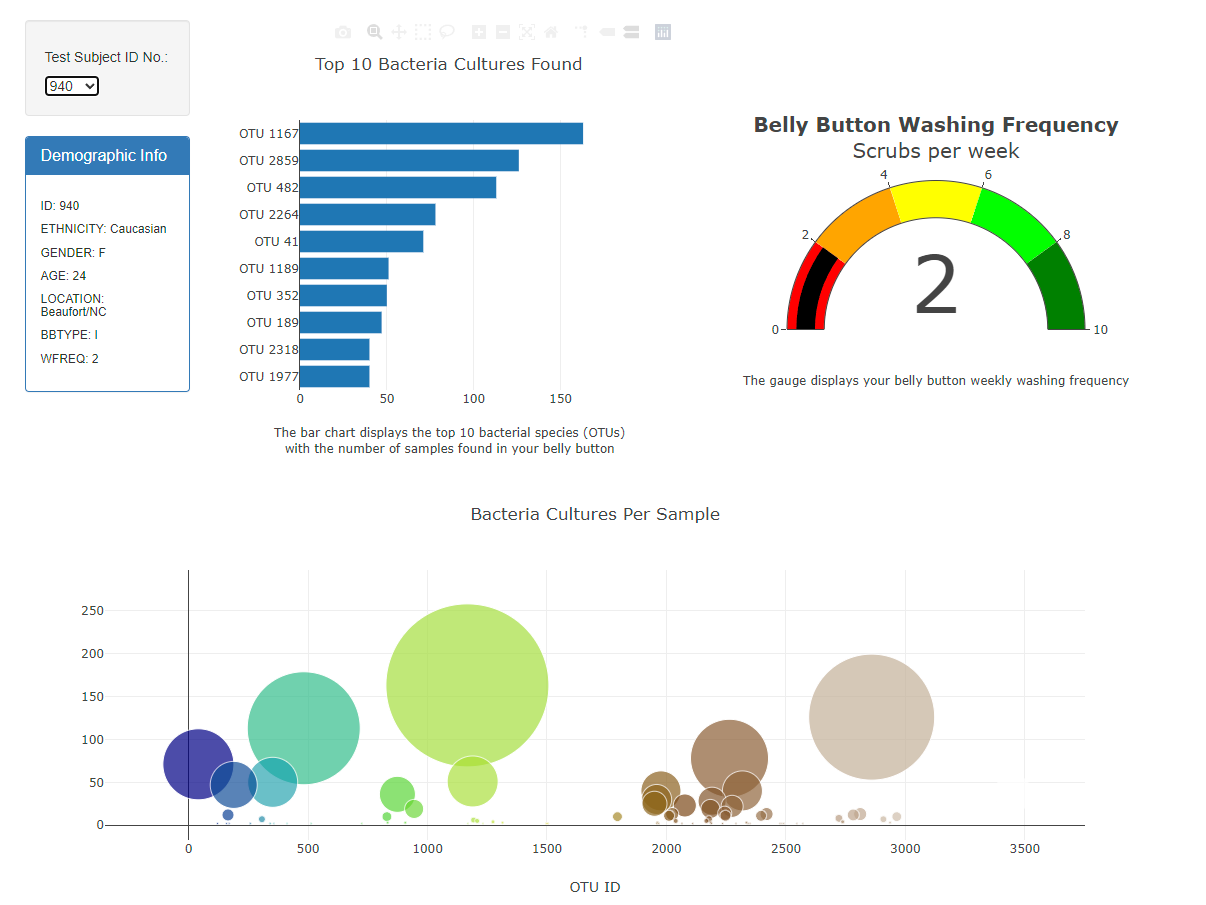 Test Subject ID No.:
940
Demographic Info
ID: 940
ETHNICITY: Caucasian
GENDER: F
AGE: 24
LOCATION:
Beaufort/NC
BBTYPE: I
WFREQ: 2
Top 10 Bacteria Cultures Found
OTU 1167
OTU 2859
OTU 482
OTU 2264
OTU 41
OTU 1189
OTU 352
OTU 189
OTU 2318
OTU 1977
0 50 100 150
The bar chart displays the top 10 bacterial species (OTUs)
with the number of samples found in your belly button
Belly Button Washing Frequency
Scrubs per week
4 6
2 8
2
0 10
The gauge displays your belly button weekly washing frequency
Bacteria Cultures Per Sample
250
200
150
100
50
0
0 500 1000 1500 2000 2500 3000 3500
OTU ID